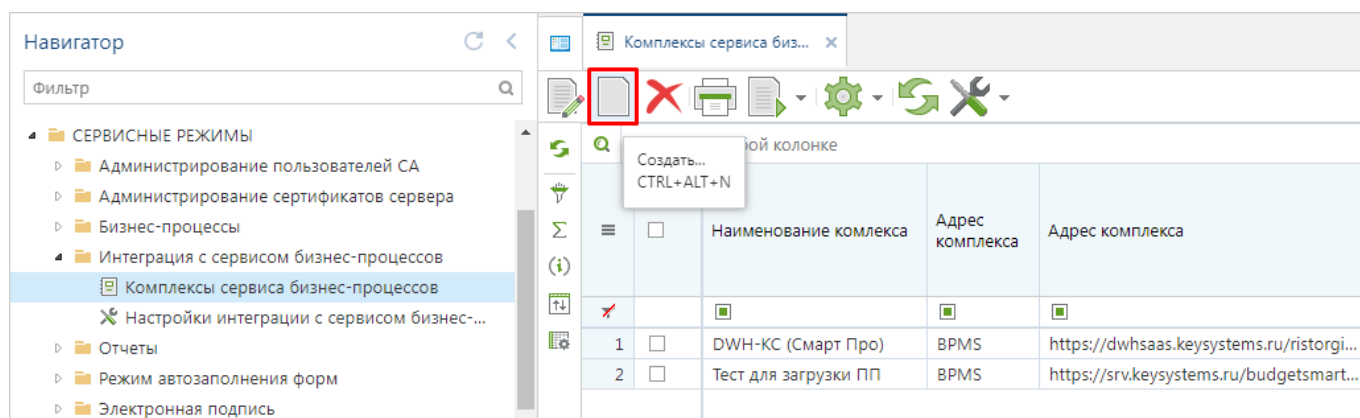 Навигатор
Комплексы сервиса биз...
Фильтр
СЕРВИСНЫЕ РЕЖИМЫ
Администрирование пользователей СА
Администрирование сертификатов сервера
Бизнес-процессы
Интеграция с сервисом бизнес-процессов
Комплексы сервиса бизнес-процессов
Настройки интеграции с сервисом бизнес-...
Отчеты
Режим автозаполнения форм
Электронная подпись
колонке
Создать...
CTRL+ALT+N
Наименование комлекса
Адрес
комплекса
Адрес комплекса
1 DWH-КС (Смарт Про) BPMS https://dwhsaas.keysystems.ru/ristorgi...
2 Тест для загрузки ПП BPMS https://srv.keysystems.ru/budgetsmart...